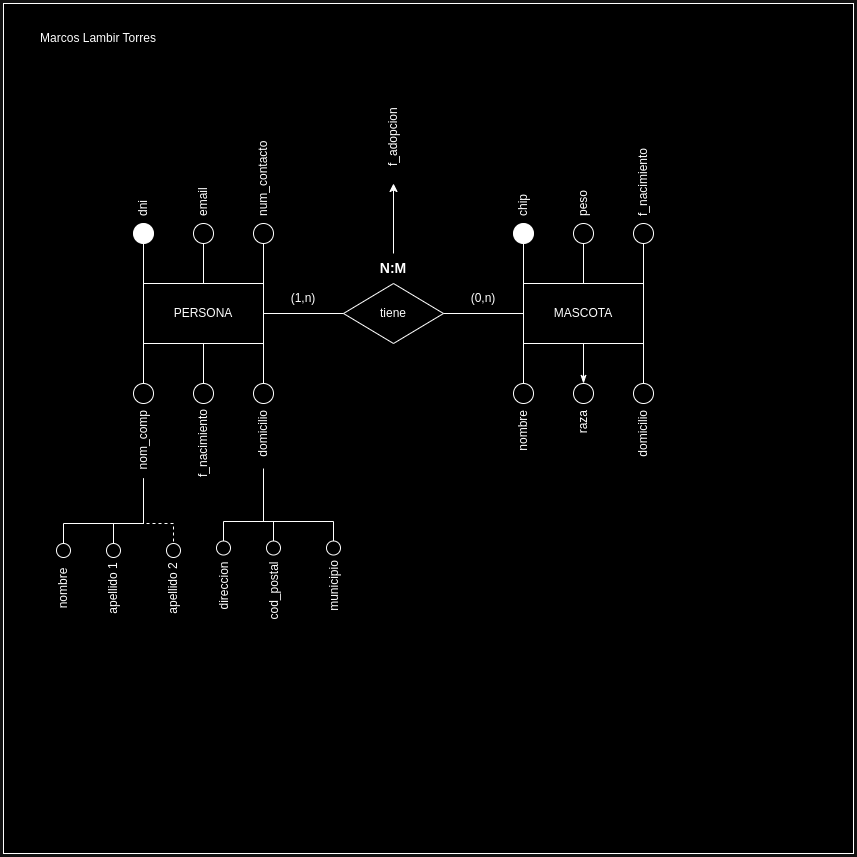 Marcos Lambir Torres
f_adopcion
dni
email
num_contacto
chip
peso
f_nacimiento
N:M
PERSONA
(1,n)
tiene
(0,n)
MASCOTA
nom_comp
f_nacimiento
domicilio
nombre
raza
domicilio
nombre
apellido 1
apellido 2
direccion
cod_postal
municipio